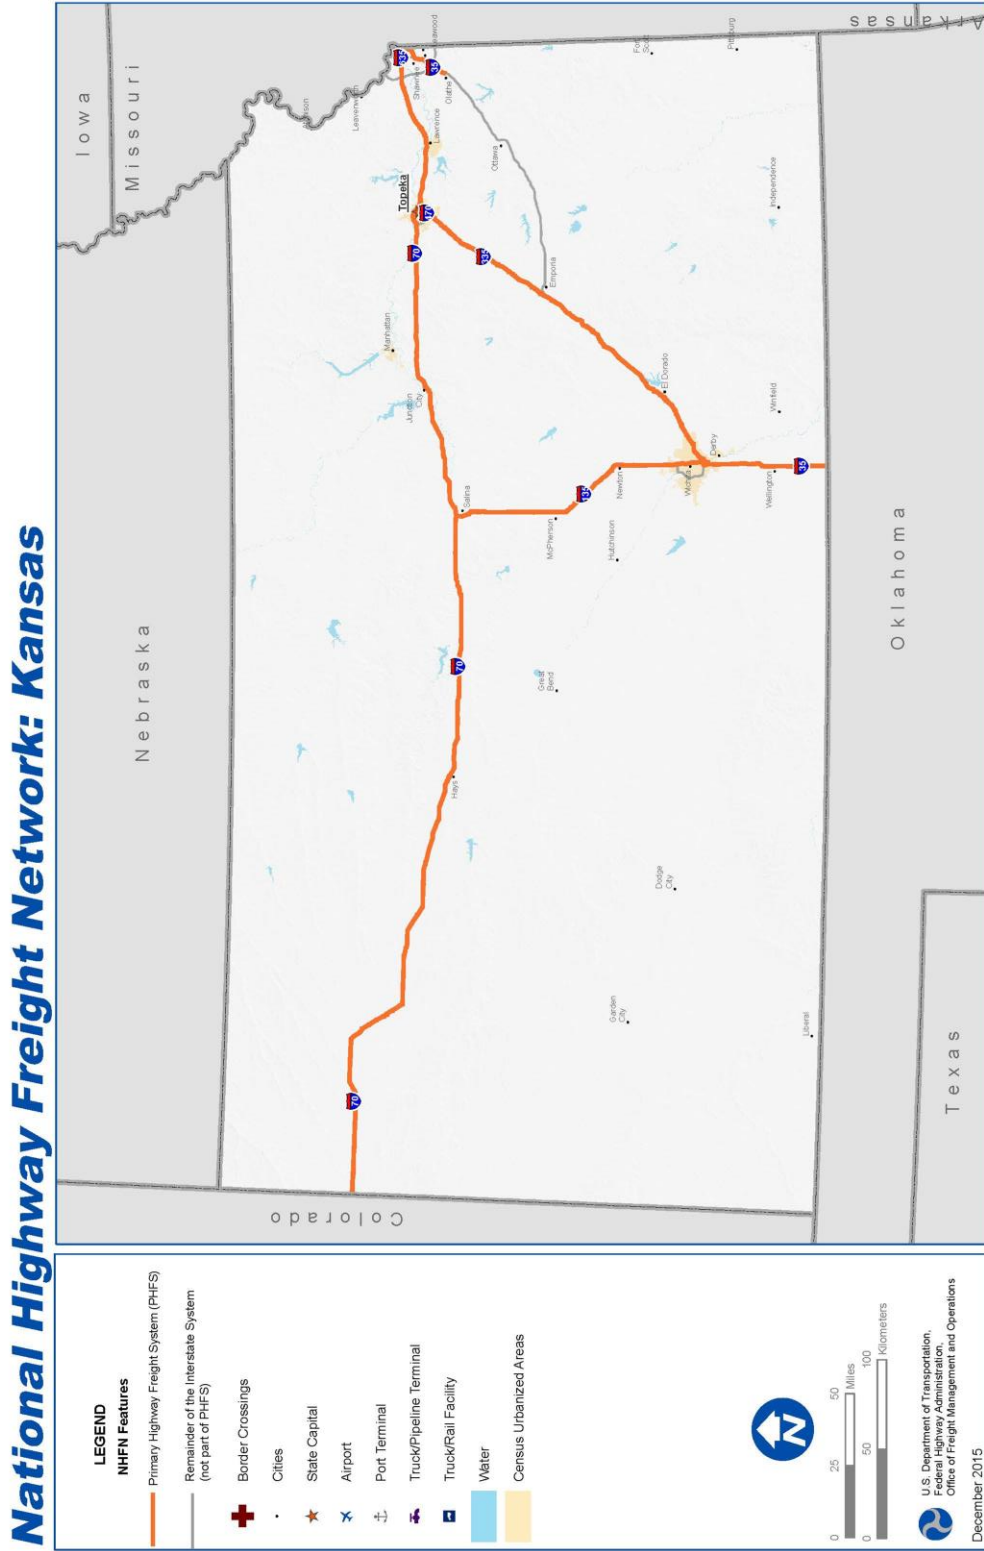 National Highway Freight Network: Kansas
LEGEND
NHFN Features
Primary Highway Freight System (PHFS)
Remainder of the Interstate System
(not part of PHFS)
Border Crossings
Cities
State Capital
Airport
Port Terminal
Truck/Pipeline Terminal
Truck/Rail Facility
Water
Census Urbanized Areas
N
0 25 50
Miles
0 50 100
Kilometers
U.S. Department of Transportation,
Federal Highway Administration,
Office of Freight Management and Operations
December 2015
Nebraska
Iowa
Missouri
Colorado
Oklahoma
Texas
Arkansas
70
Hays
70
Salina
Junction
City
Manhattan
70
Topeka
470
335
Lawrence
Leavenworth
Shawnee
635
35
Olathe
Ottawa
Emporia
McPherson
135
Great
Bend
Hutchinson
Newton
El Dorado
Wichita
Derby
Wellington
35
Winfield
Independence
Fort
Scott
Pittsburg
Garden
City
Dodge
City
Liberal